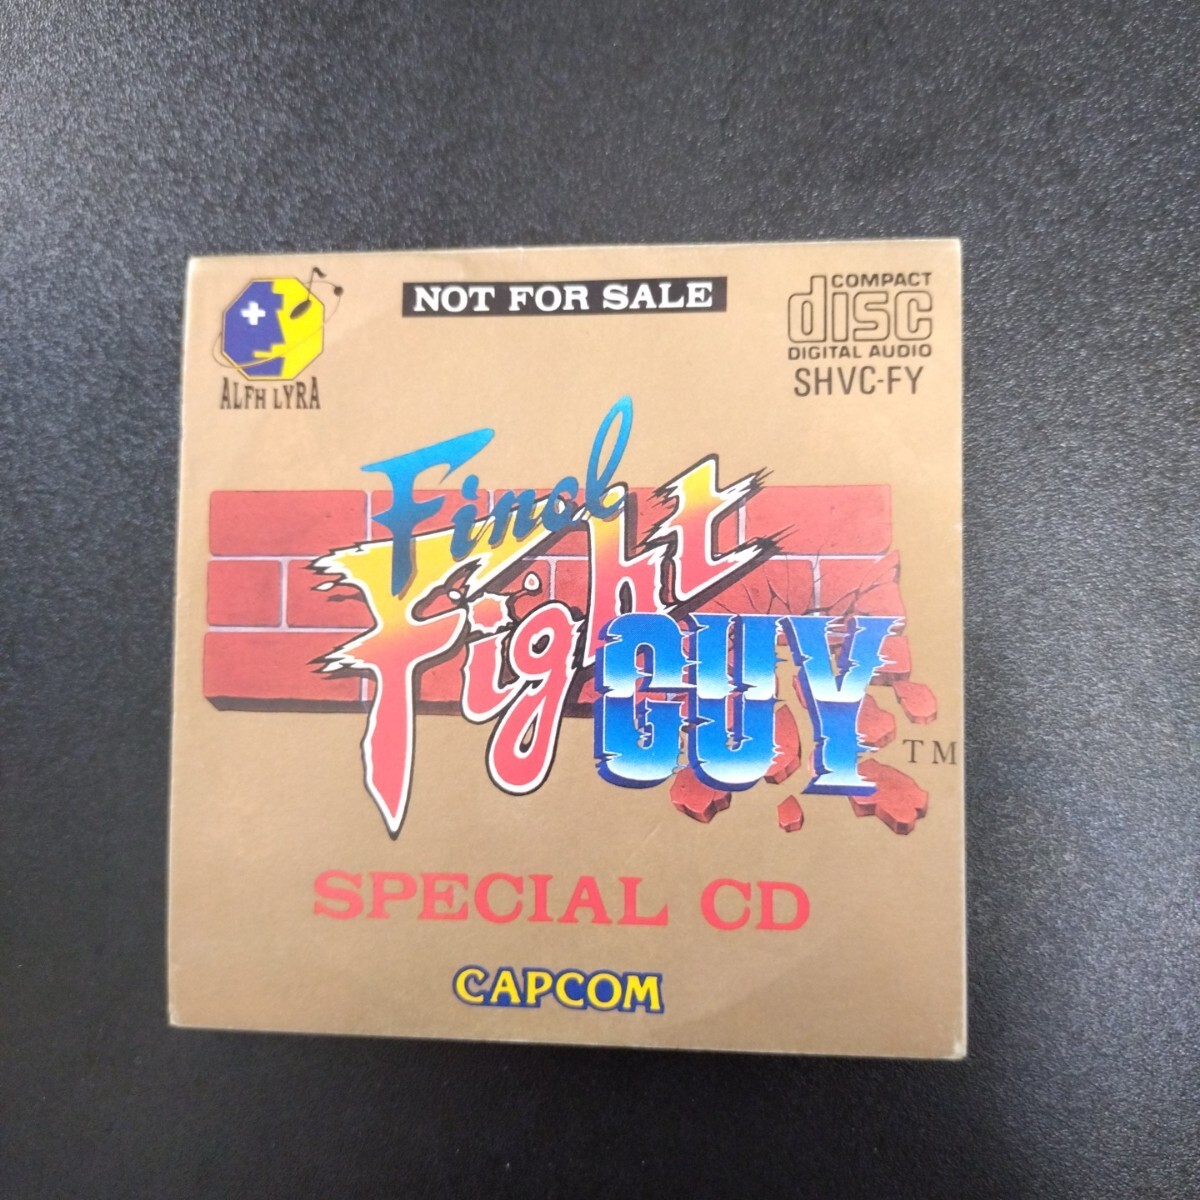 NOT FOR SALE
ALFH LYRA
COMPACT
disc
DIGITAL AUDIO
SHVC-FY
Final
Fight
GUY
TM
SPECIAL CD
CAPCOM